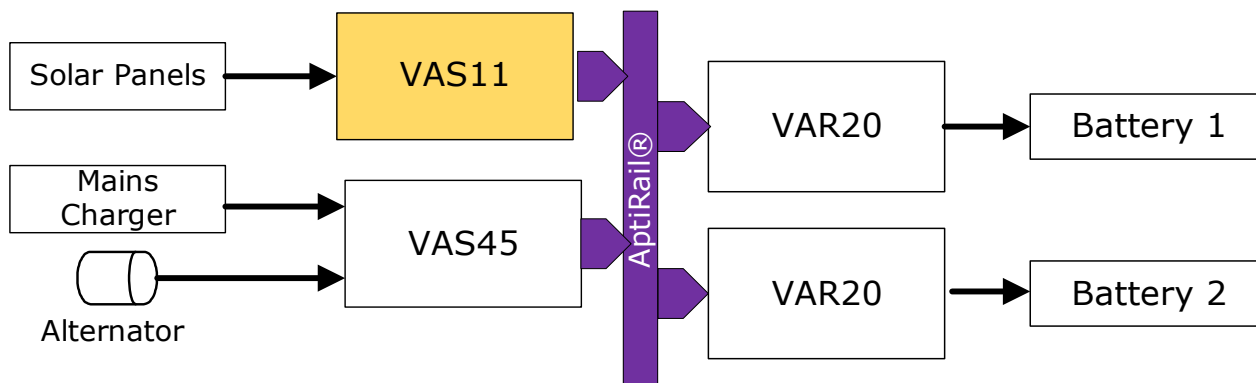 Solar Panels
VAS11
Mains
Charger
Alternator
VAS45
AptiRail®
VAR20
Battery 1
VAR20
Battery 2